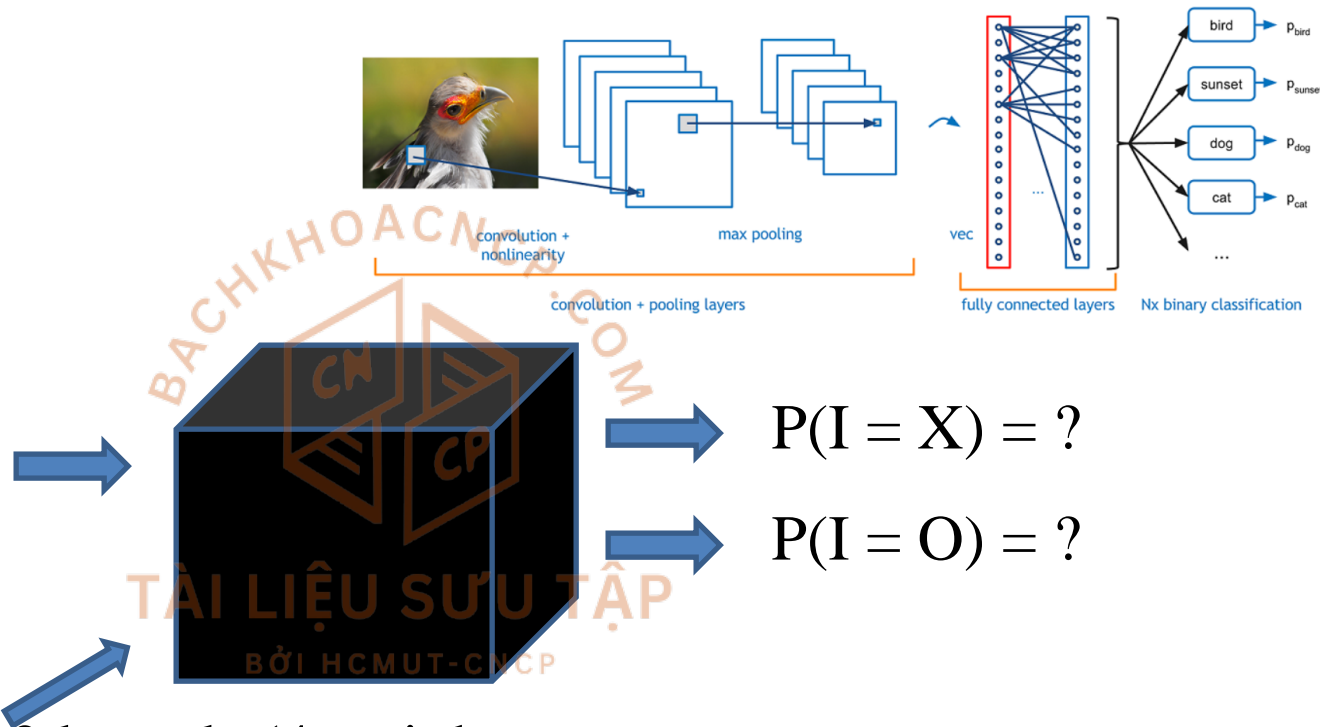 bird
p_bird
sunset
p_sunset
dog
p_dog
cat
p_cat
...
...
convolution +
nonlinearity
max pooling
vec
convolution + pooling layers
fully connected layers
Nx binary classification
BACHKHOACNCP.COM
CN
CP
P(I = X) = ?
P(I = O) = ?
TÀI LIỆU SƯU TẬP
BỞI HCMUT-CNCP